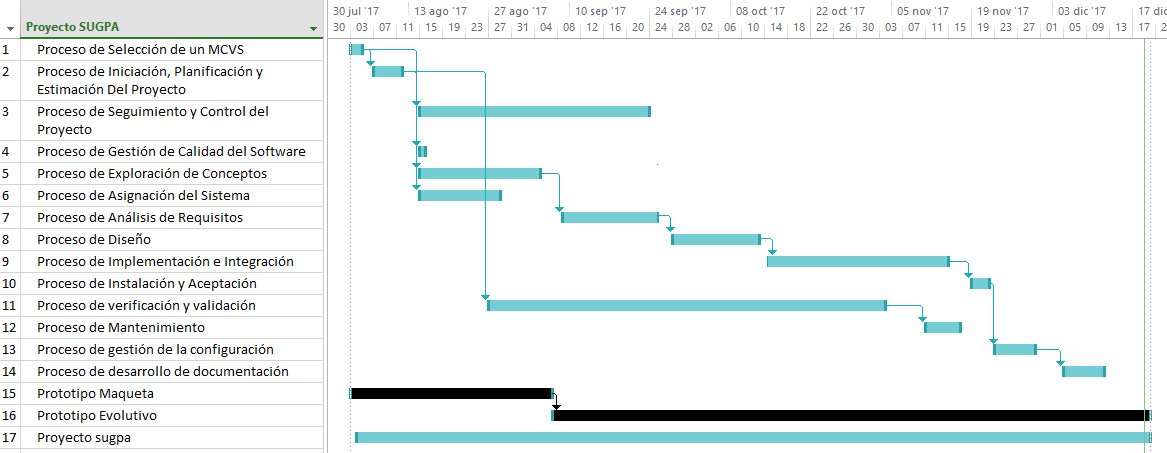 30 jul '17 13 ago '17 27 ago '17 10 sep '17 24 sep '17 08 oct '17 22 oct '17 05 nov '17 19 nov '17 03 dic '17 17 dic
Proyecto SUGPA
30 03 07 11 15 19 23 27 31 04 08 12 16 20 24 28 02 06 10 14 18 22 26 30 03 07 11 15 19 23 27 01 05 09 13 17 2
1 Proceso de Selección de un MCVS
2 Proceso de Iniciación, Planificación y
Estimación Del Proyecto
3 Proceso de Seguimiento y Control del
Proyecto
4 Proceso de Gestión de Calidad del Software
5 Proceso de Exploración de Conceptos
6 Proceso de Asignación del Sistema
7 Proceso de Análisis de Requisitos
8 Proceso de Diseño
9 Proceso de Implementación e Integración
10 Proceso de Instalación y Aceptación
11 Proceso de verificación y validación
12 Proceso de Mantenimiento
13 Proceso de gestión de la configuración
14 Proceso de desarrollo de documentación
15 Prototipo Maqueta
16 Prototipo Evolutivo
17 Proyecto sugpa